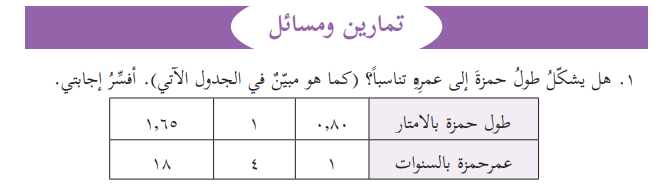 تمارين ومسائل
١. هل يشكّلُ طولُ حمزةَ إلى عمرِهِ تناسباً؟ (كما هو مبيّنٌ في الجدول الآتي). أفسِّرُ إجابتي.
طول حمزة بالامتار ٠,٨٠ ١ ١,٦٥
عمرحمزة بالسنوات ١ ٤ ١٨